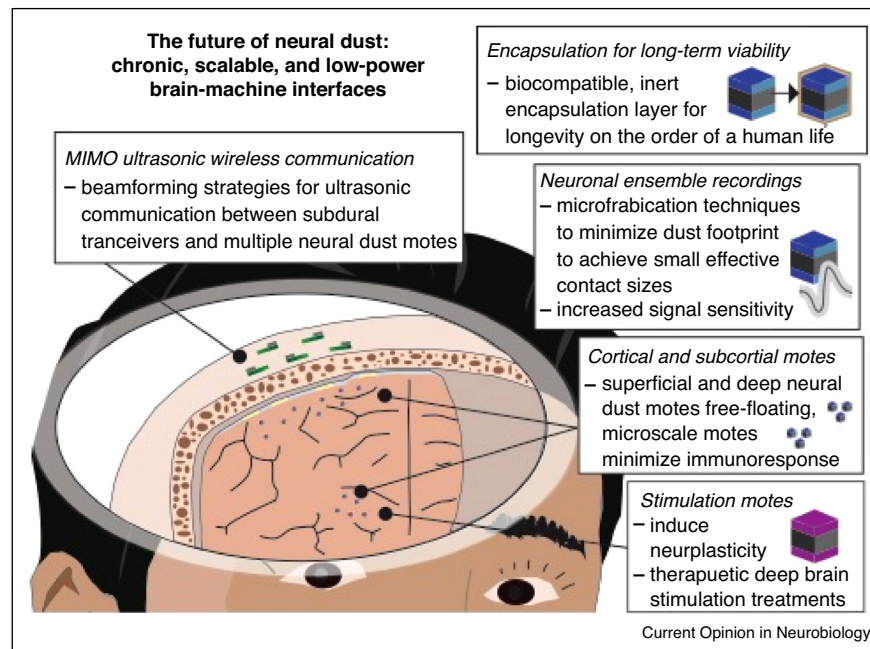 The future of neural dust:
chronic, scalable, and low-power
brain-machine interfaces
MIMO ultrasonic wireless communication
– beamforming strategies for ultrasonic
communication between subdural
tranceivers and multiple neural dust motes
Encapsulation for long-term viability
– biocompatible, inert
encapsulation layer for
longevity on the order of a human life
Neuronal ensemble recordings
– microfrabication techniques
to minimize dust footprint
to achieve small effective
contact sizes
– increased signal sensitivity
Cortical and subcortial motes
– superficial and deep neural
dust motes free-floating,
microscale motes
minimize immunoresponse
Stimulation motes
– induce
neurplasticity
– therapuetic deep brain
stimulation treatments
Current Opinion in Neurobiology